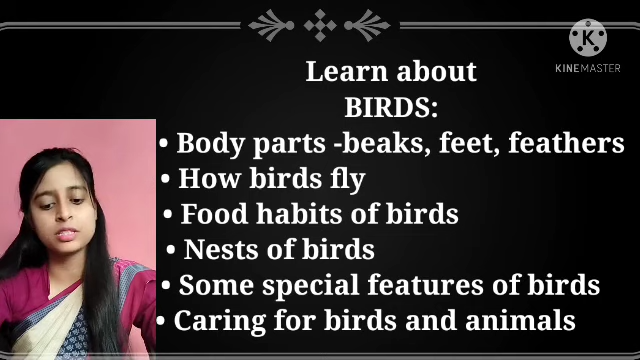 KINEMASTER
Learn about
BIRDS:
• Body parts -beaks, feet, feathers
• How birds fly
• Food habits of birds
• Nests of birds
• Some special features of birds
• Caring for birds and animals